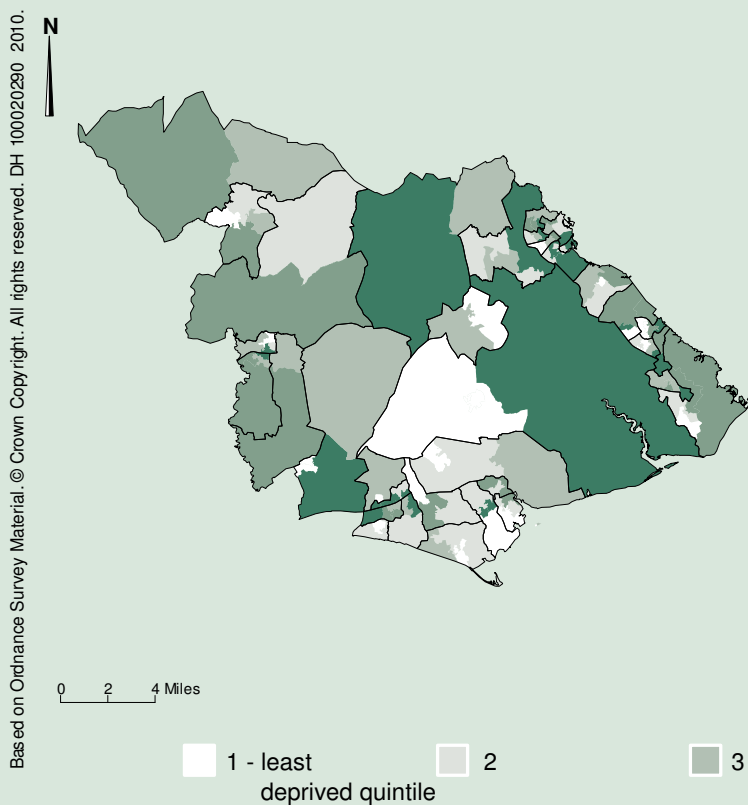 Based on Ordnance Survey Material. © Crown Copyright. All rights reserved. DH 100020290 2010.
N
0 2 4 Miles
1 - least
deprived quintile
2
3